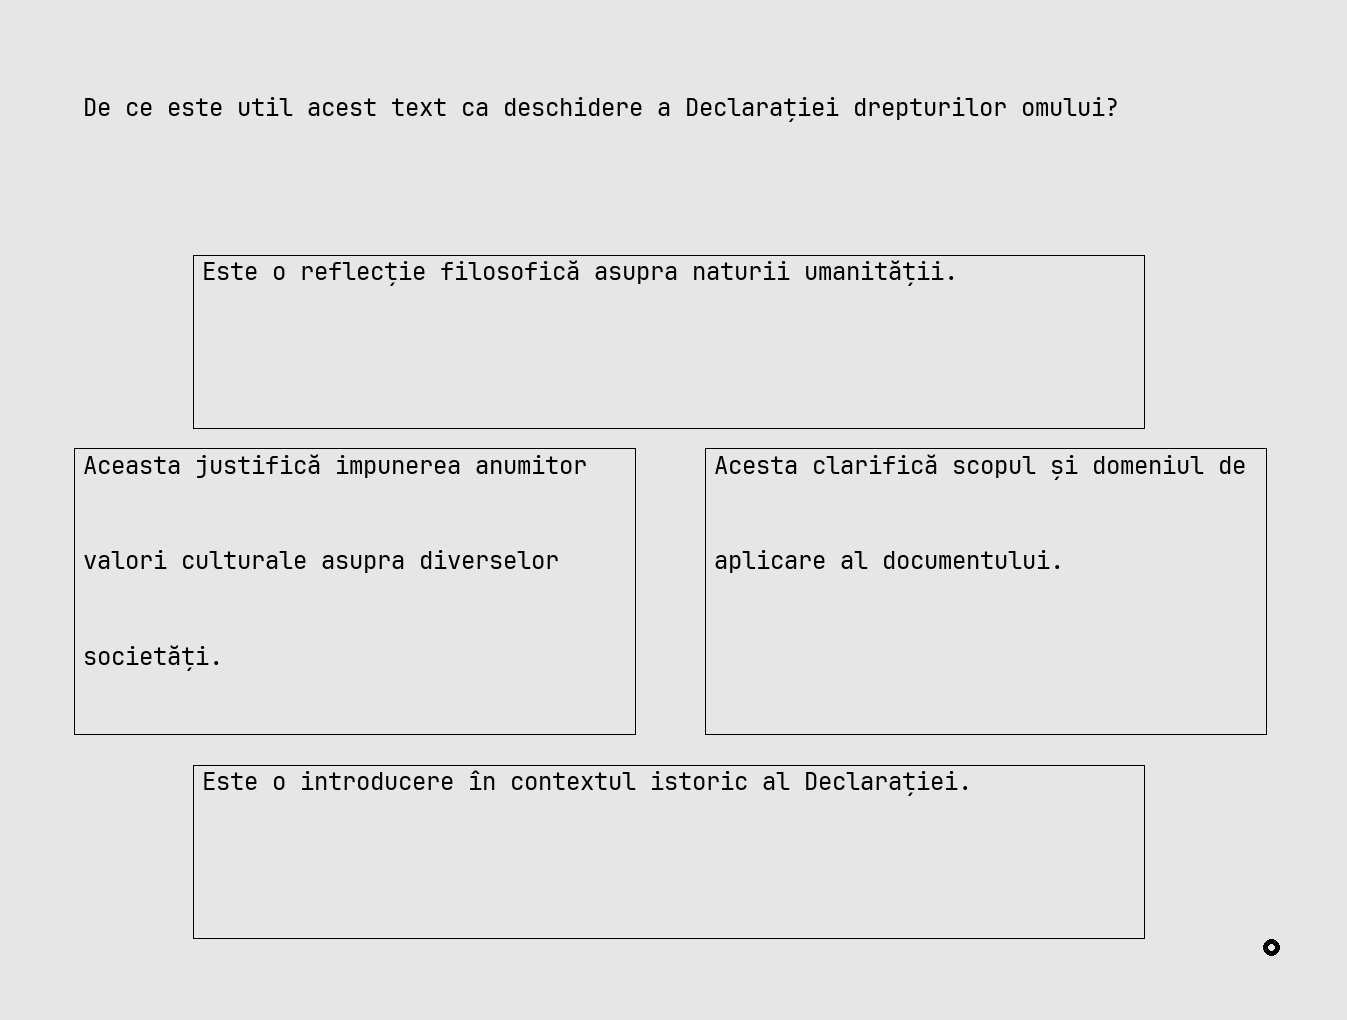 De ce este util acest text ca deschidere a Declarației drepturilor omului?
Este o reflecție filosofică asupra naturii umanității.
Aceasta justifică impunerea anumitor
valori culturale asupra diverselor
societăți.
Acesta clarifică scopul și domeniul de
aplicare al documentului.
Este o introducere în contextul istoric al Declarației.